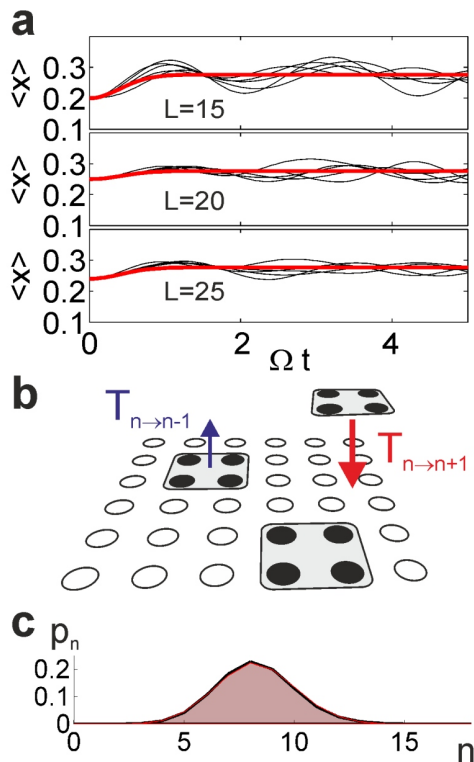 a
0.3
0.2
0.1
<x>
L=15
0.3
0.2
0.1
<x>
L=20
0.3
0.2
0.1
<x>
L=25
0 2 4
Ω t
b
T n→n-1
T n→n+1
c
p n
0.2
0.1
0
0 5 10 15
n